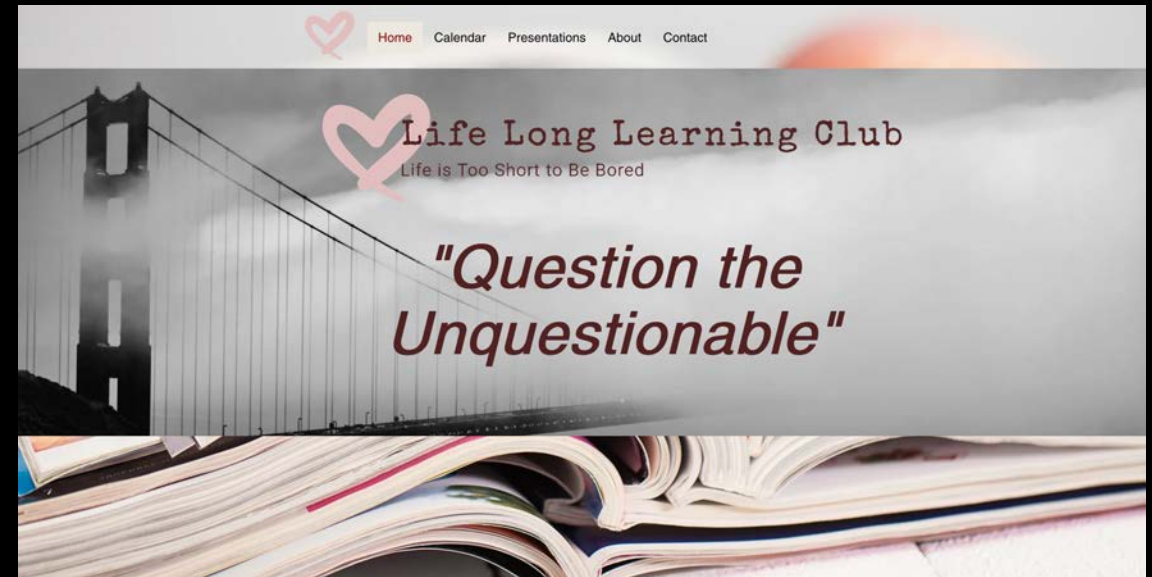 Home Calendar Presentations About Contact
Life Long Learning Club
Life is Too Short to Be Bored
"Question the
Unquestionable"